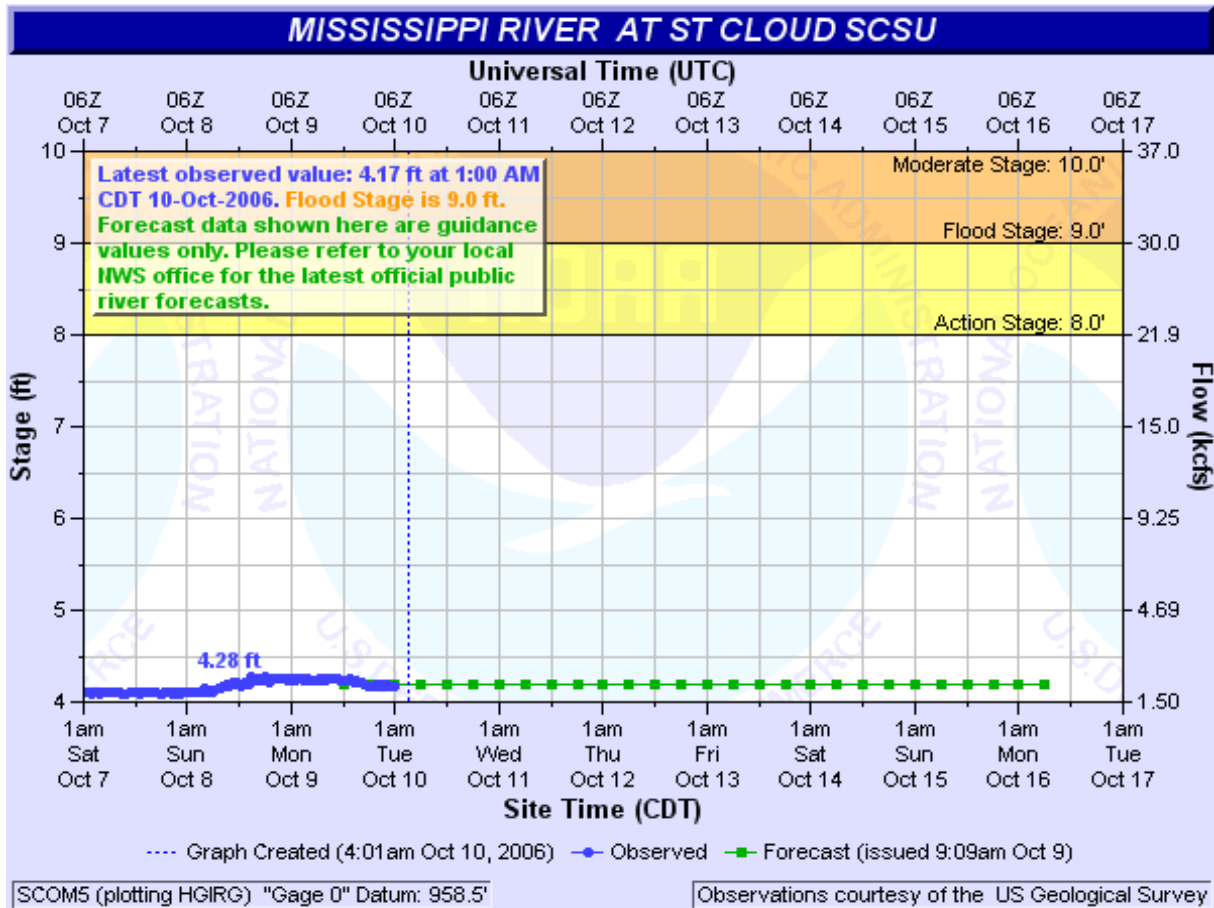 MISSISSIPPI RIVER AT ST CLOUD SCSU
Universal Time (UTC)
06Z 06Z 06Z 06Z 06Z 06Z 06Z 06Z 06Z 06Z 06Z
Oct 7 Oct 8 Oct 9 Oct 10 Oct 11 Oct 12 Oct 13 Oct 14 Oct 15 Oct 16 Oct 17
Latest observed value: 4.17 ft at 1:00 AM
CDT 10-Oct-2006. Flood Stage is 9.0 ft.
Forecast data shown here are guidance
values only. Please refer to your local
NWS office for the latest official public
river forecasts.
Moderate Stage: 10.0'
Flood Stage: 9.0'
Action Stage: 8.0'
Stage (ft)
10
9
8
7
6
5
4
Flow (kcfs)
37.0
30.0
21.9
15.0
9.25
4.69
1.50
NOAA
4.28 ft
1am 1am 1am 1am 1am 1am 1am 1am 1am 1am 1am
Sat Sun Mon Tue Wed Thu Fri Sat Sun Mon Tue
Oct 7 Oct 8 Oct 9 Oct 10 Oct 11 Oct 12 Oct 13 Oct 14 Oct 15 Oct 16 Oct 17
Site Time (CDT)
Graph Created (4:01am Oct 10, 2006) Observed Forecast (issued 9:09am Oct 9)
SCOM5 (plotting HGIRG) "Gage 0" Datum: 958.5'
Observations courtesy of the US Geological Survey